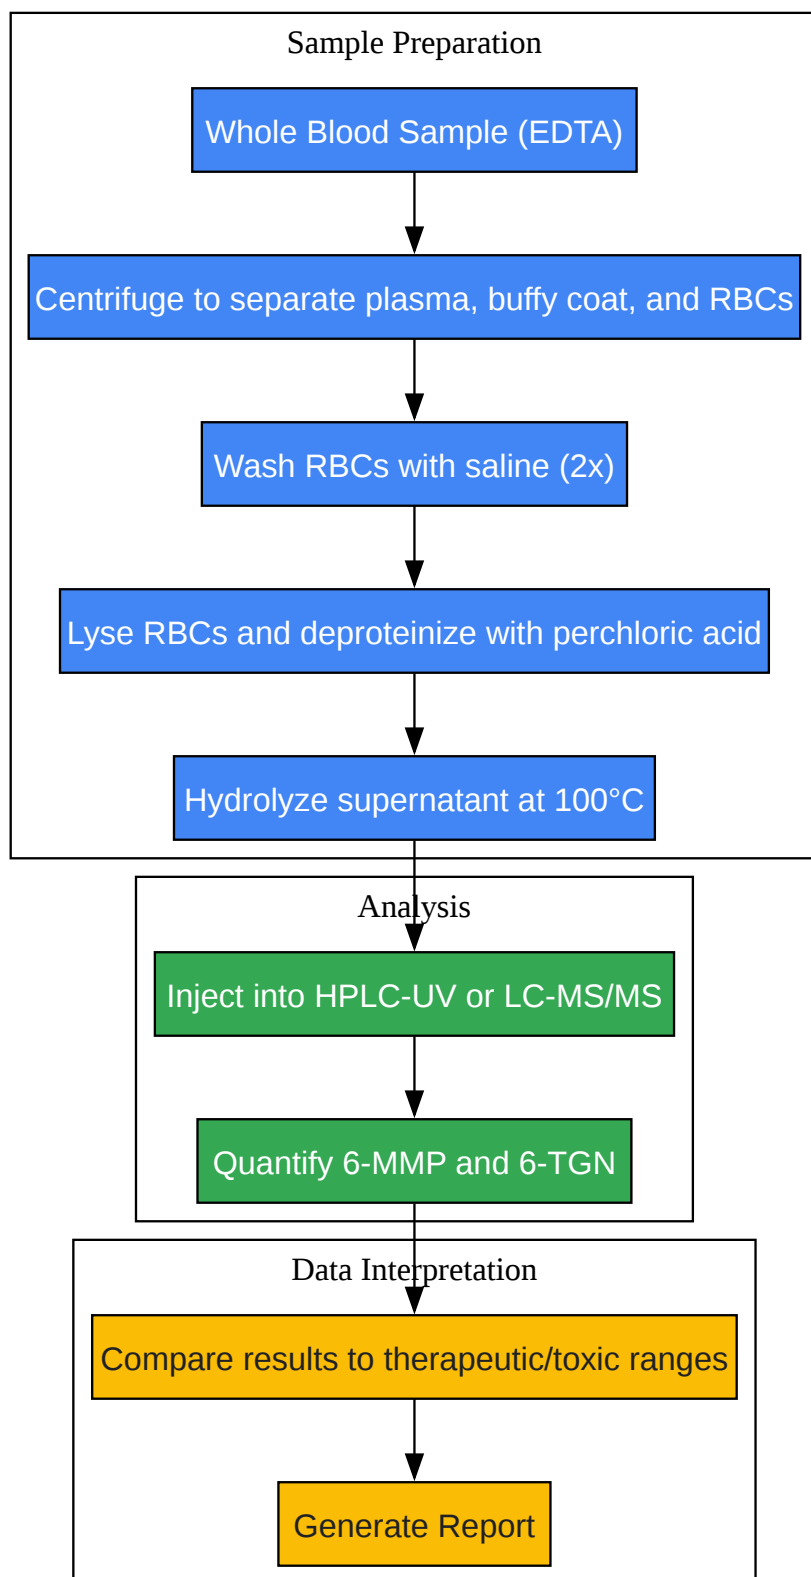 Sample Preparation
Whole Blood Sample (EDTA)
Centrifuge to separate plasma, buffy coat, and RBCs
Wash RBCs with saline (2x)
Lyse RBCs and deproteinize with perchloric acid
Hydrolyze supernatant at 100°C
Analysis
Inject into HPLC-UV or LC-MS/MS
Quantify 6-MMP and 6-TGN
Data Interpretation
Compare results to therapeutic/toxic ranges
Generate Report